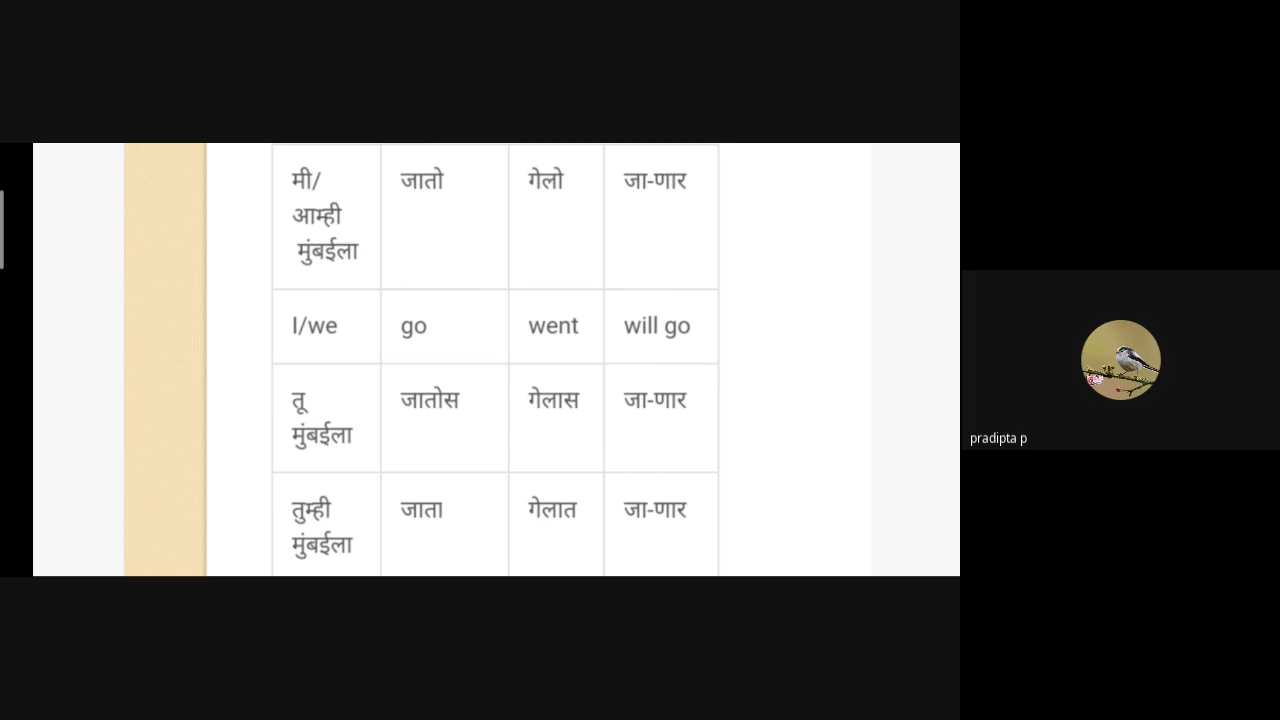 मी/ जातो गेलो जा-णार
आम्ही
मुंबईला
I/we go went will go
तू जातोस गेलास जा-णार
मुंबईला
तुम्ही जाता गेलात जा-णार
मुंबईला
pradipta p